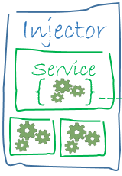 Injector
Service
{ }